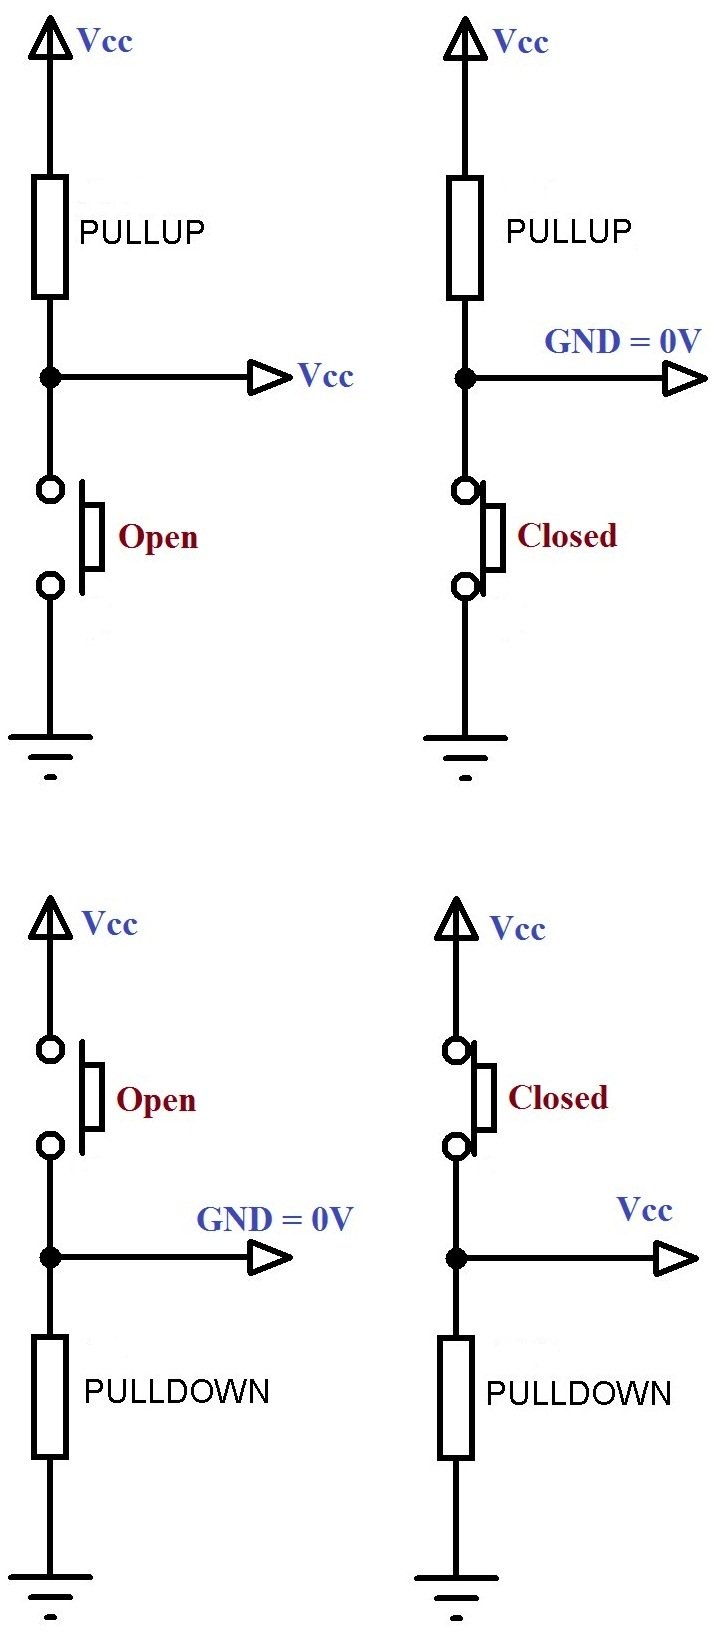 Vcc
Vcc
PULLUP
PULLUP
GND = 0V
Vcc
Open
Closed
Vcc
Vcc
Open
Closed
GND = 0V
Vcc
PULLDOWN
PULLDOWN